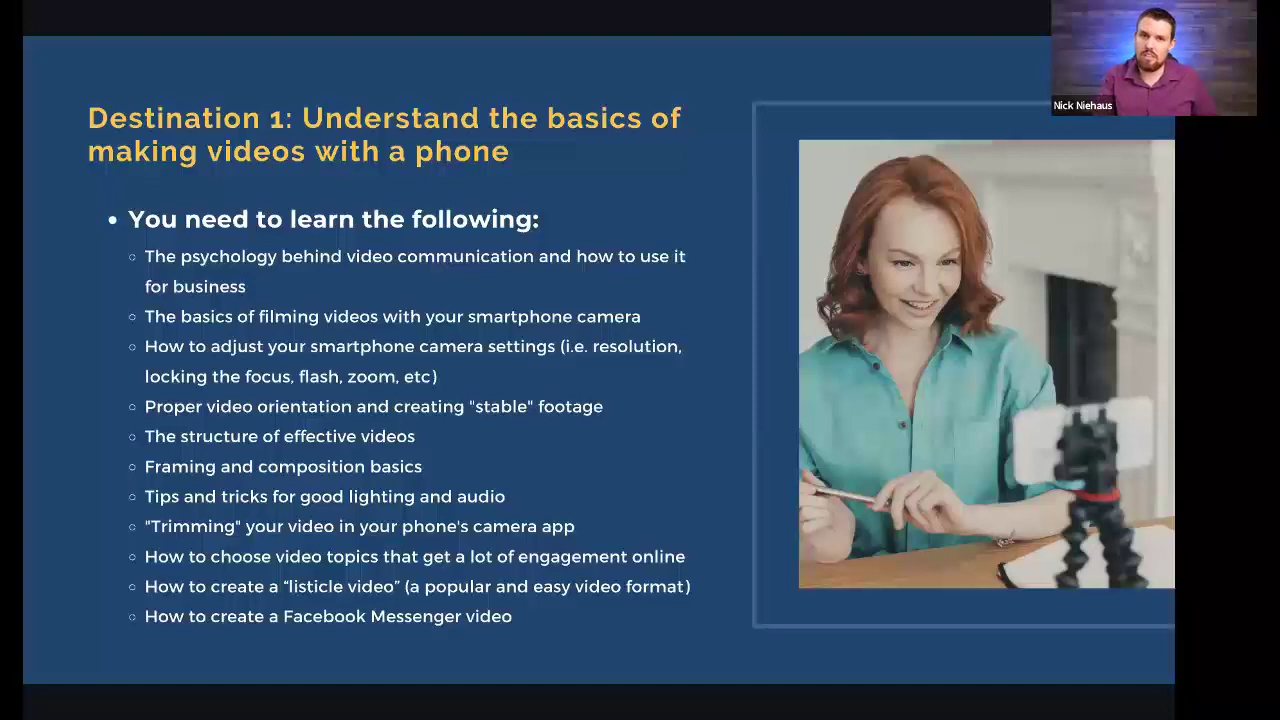 Nick Niehaus
Destination 1: Understand the basics of
making videos with a phone
• You need to learn the following:
○ The psychology behind video communication and how to use it
for business
○ The basics of filming videos with your smartphone camera
○ How to adjust your smartphone camera settings (i.e. resolution,
locking the focus, flash, zoom, etc)
○ Proper video orientation and creating "stable" footage
○ The structure of effective videos
○ Framing and composition basics
○ Tips and tricks for good lighting and audio
○ "Trimming" your video in your phone's camera app
○ How to choose video topics that get a lot of engagement online
○ How to create a “listicle video” (a popular and easy video format)
○ How to create a Facebook Messenger video